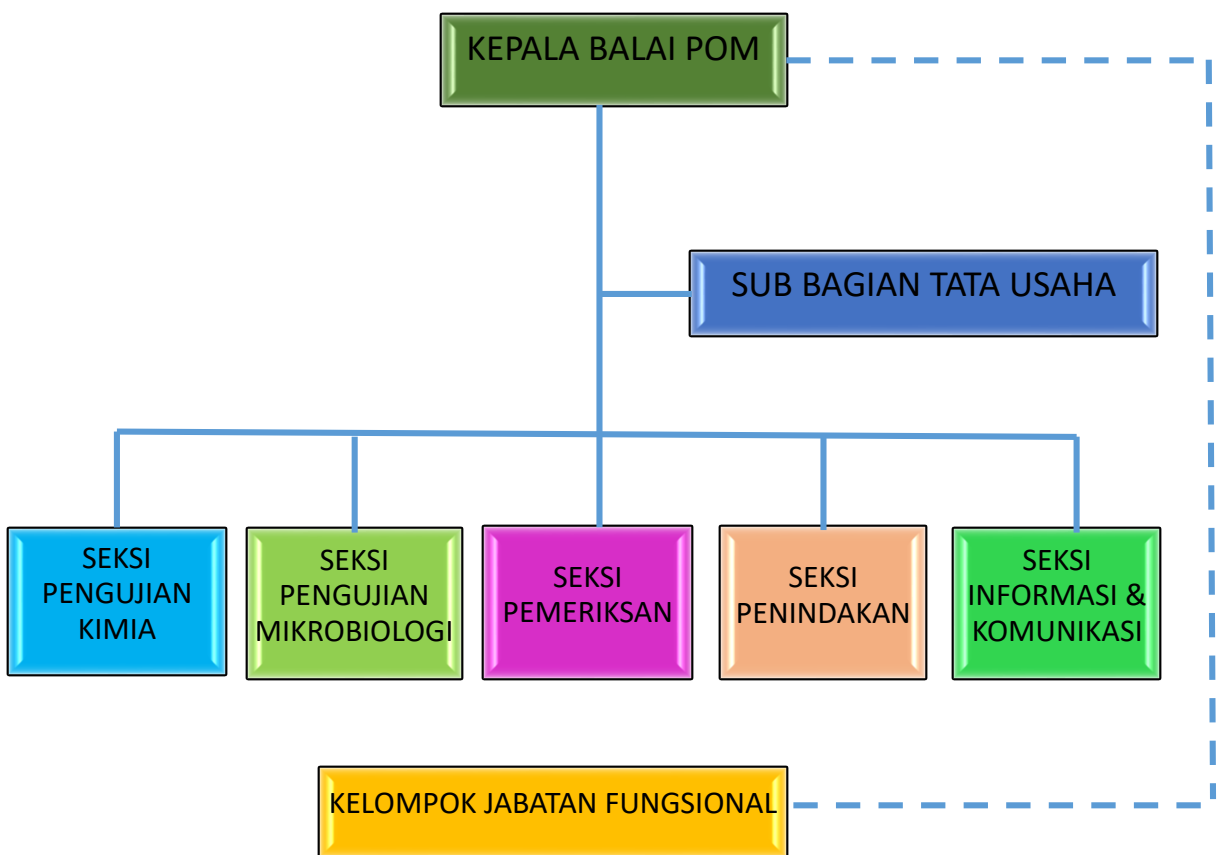 KEPALA BALAI POM
SUB BAGIAN TATA USAHA
SEKSI
PENGUJIAN
KIMIA
SEKSI
PENGUJIAN
MIKROBIOLOGI
SEKSI
PEMERIKSAN
SEKSI
PENINDAKAN
SEKSI
INFORMASI &
KOMUNIKASI
KELOMPOK JABATAN FUNGSIONAL